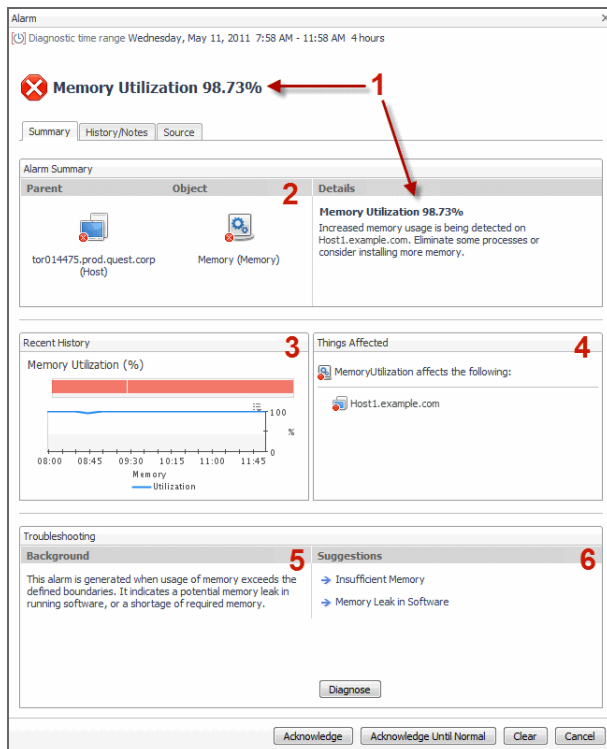 Alarm
Diagnostic time range Wednesday, May 11, 2011 7:58 AM - 11:58 AM 4 hours
Memory Utilization 98.73%
1
Summary History/Notes Source
Alarm Summary
Parent Object 2 Details
Memory Utilization 98.73%
Increased memory usage is being detected on
Host1.example.com. Eliminate some processes or
consider installing more memory.
tor014475.prod.quest.corp
(Host)
Memory (Memory)
Recent History 3
Memory Utilization (%)
100
%
0
08:00 08:45 09:30 10:15 11:00 11:45
Memory
Utilization
Things Affected 4
MemoryUtilization affects the following:
Host1.example.com
Troubleshooting
Background 5
This alarm is generated when usage of memory exceeds the
defined boundaries. It indicates a potential memory leak in
running software, or a shortage of required memory.
Suggestions 6
Insufficient Memory
Memory Leak in Software
Diagnose
Acknowledge Acknowledge Until Normal Clear Cancel